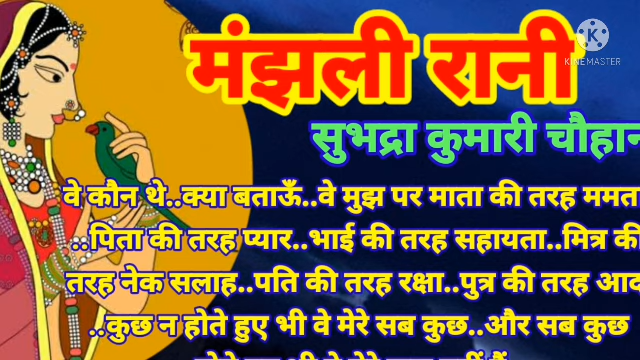 KINEMASTER
मंझली रानी
सुभद्रा कुमारी चौहान
वे कौन थे..क्या बताऊँ..वे मुझ पर माता की तरह ममता
..पिता की तरह प्यार..भाई की तरह सहायता..मित्र की
तरह नेक सलाह..पति की तरह रक्षा..पुत्र की तरह
..कुछ न होते हुए भी वे मेरे सब कुछ..और सब कुछ